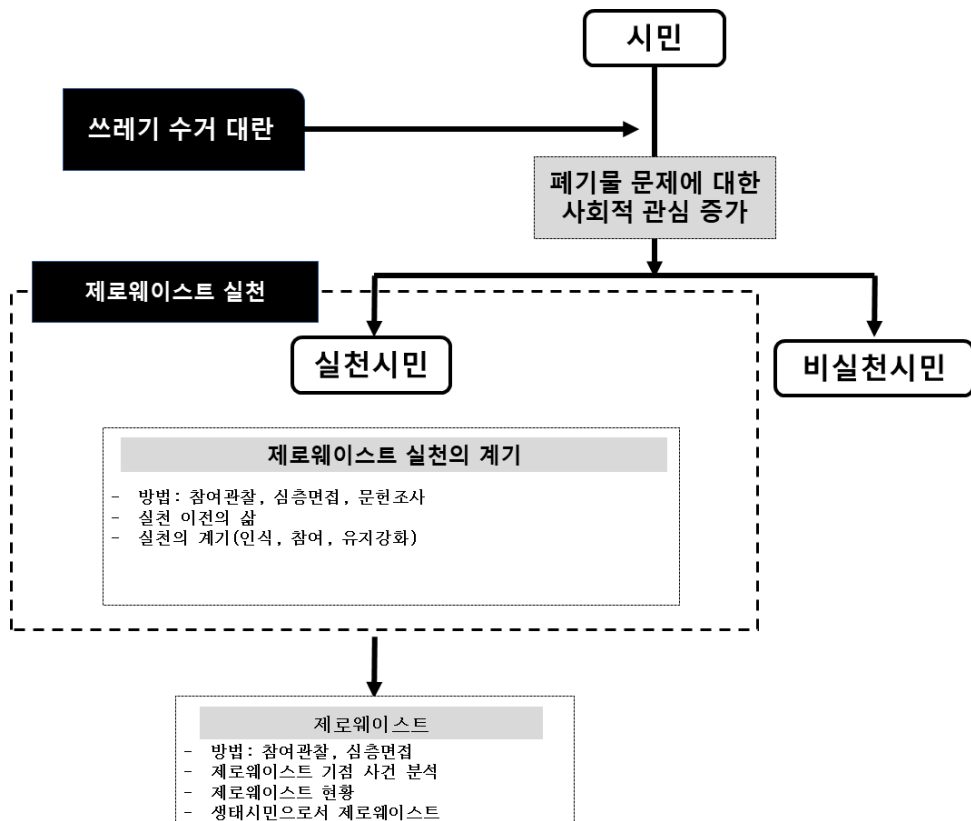 시민
쓰레기 수거 대란
폐기물 문제에 대한
사회적 관심 증가
제로웨이스트 실천
실천시민
비실천시민
제로웨이스트 실천의 계기
- 방법: 참여관찰, 심층면접, 문헌조사
- 실천 이전의 삶
- 실천의 계기(인식, 참여, 유지강화)
제로웨이스트
- 방법: 참여관찰, 심층면접
- 제로웨이스트 기점 사건 분석
- 제로웨이스트 현황
- 생태시민으로서 제로웨이스트